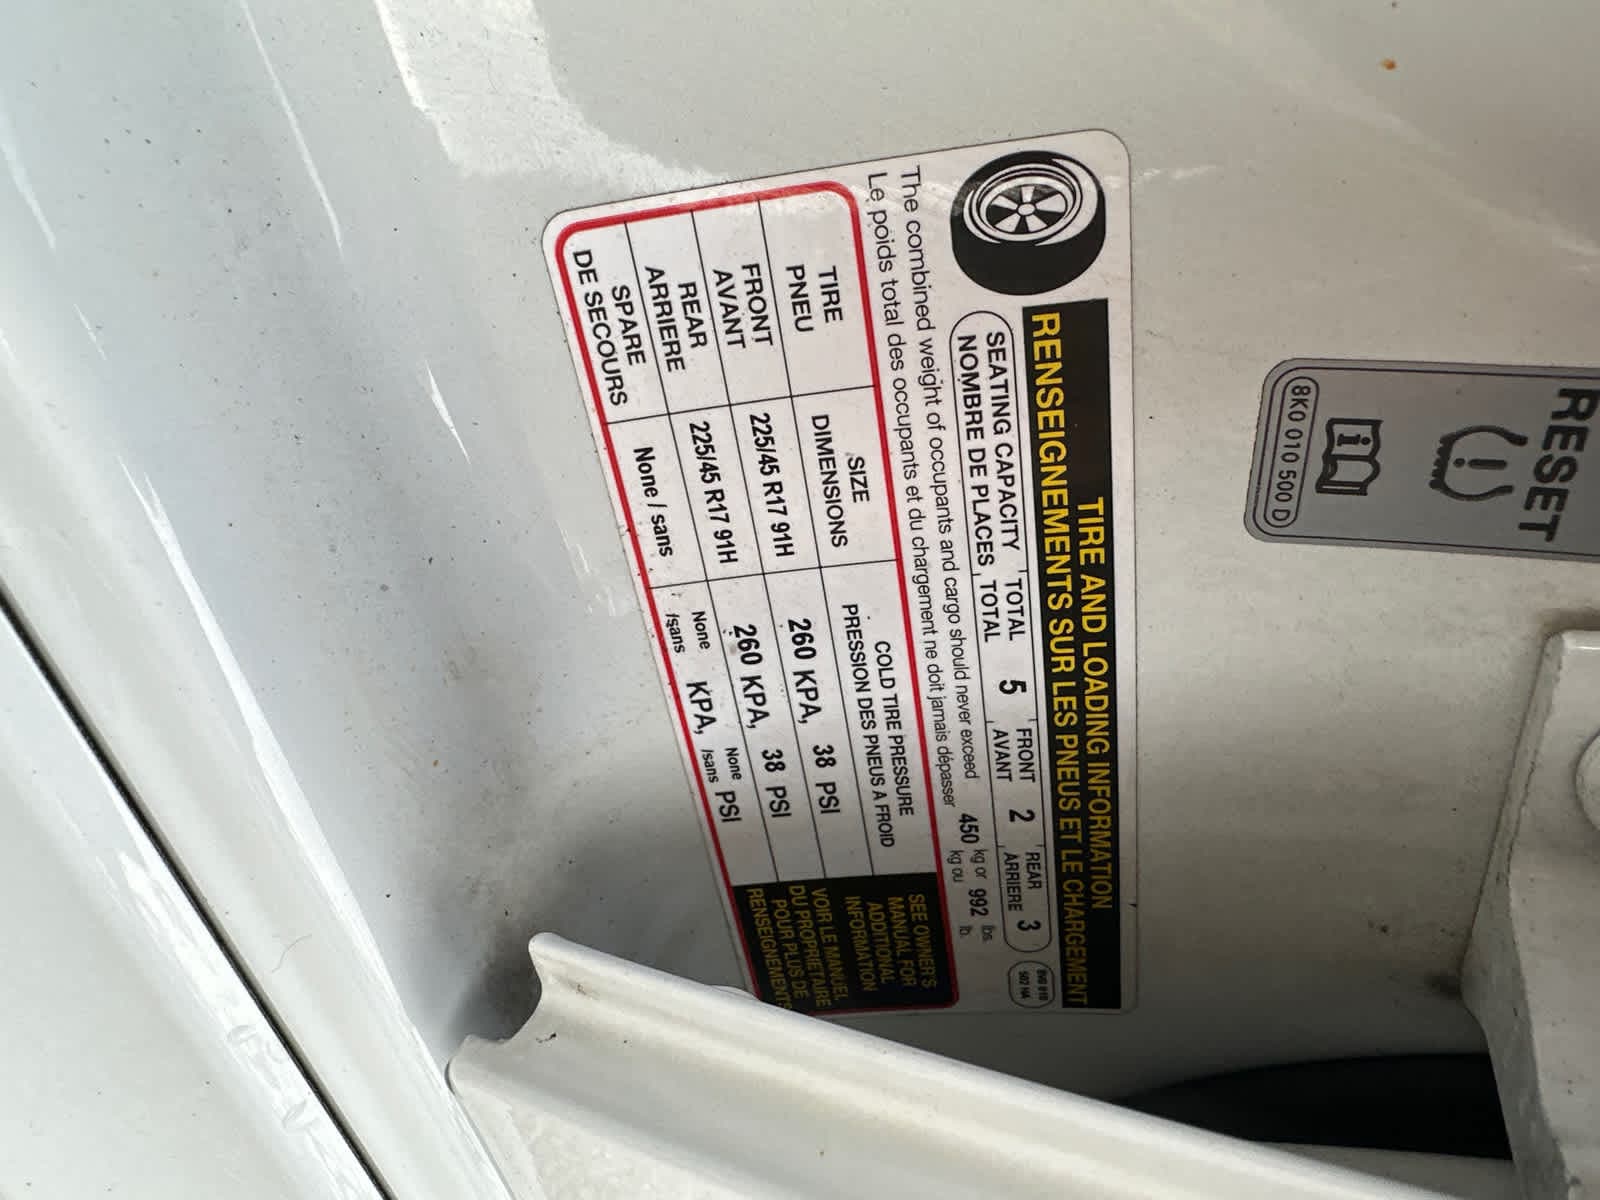 TIRE AND LOADING INFORMATION
RENSEIGNEMENTS SUR LES PNEUS ET LE CHARGEMENT
SEATING CAPACITY TOTAL 5 FRONT 2 REAR 3
NOMBRE DE PLACES TOTAL AVANT ARRIERE
8V0 010
502 NA
The combined weight of occupants and cargo should never exceed 450 kg or 992 lbs.
Le poids total des occupants et du chargement ne doit jamais dépasser kg ou lb.
TIRE SIZE COLD TIRE PRESSURE
PNEU DIMENSIONS PRESSION DES PNEUS A FROID
FRONT 225/45 R17 91H 260 KPA, 38 PSI
AVANT
REAR 225/45 R17 91H 260 KPA, 38 PSI
ARRIERE
SPARE None / sans None /sans KPA, None /sans PSI
DE SECOURS
SEE OWNER'S
MANUAL FOR
ADDITIONAL
INFORMATION
VOIR LE MANUEL
DU PROPRIETAIRE
POUR PLUS DE
RENSEIGNEMENTS
RESET
8K0 010 500 D